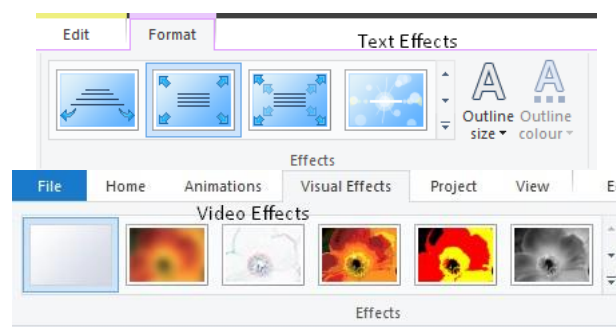 Edit Format Text Effects
A A
Outline Outline
size colour
Effects
File Home Animations Visual Effects Project View E
Video Effects
Effects